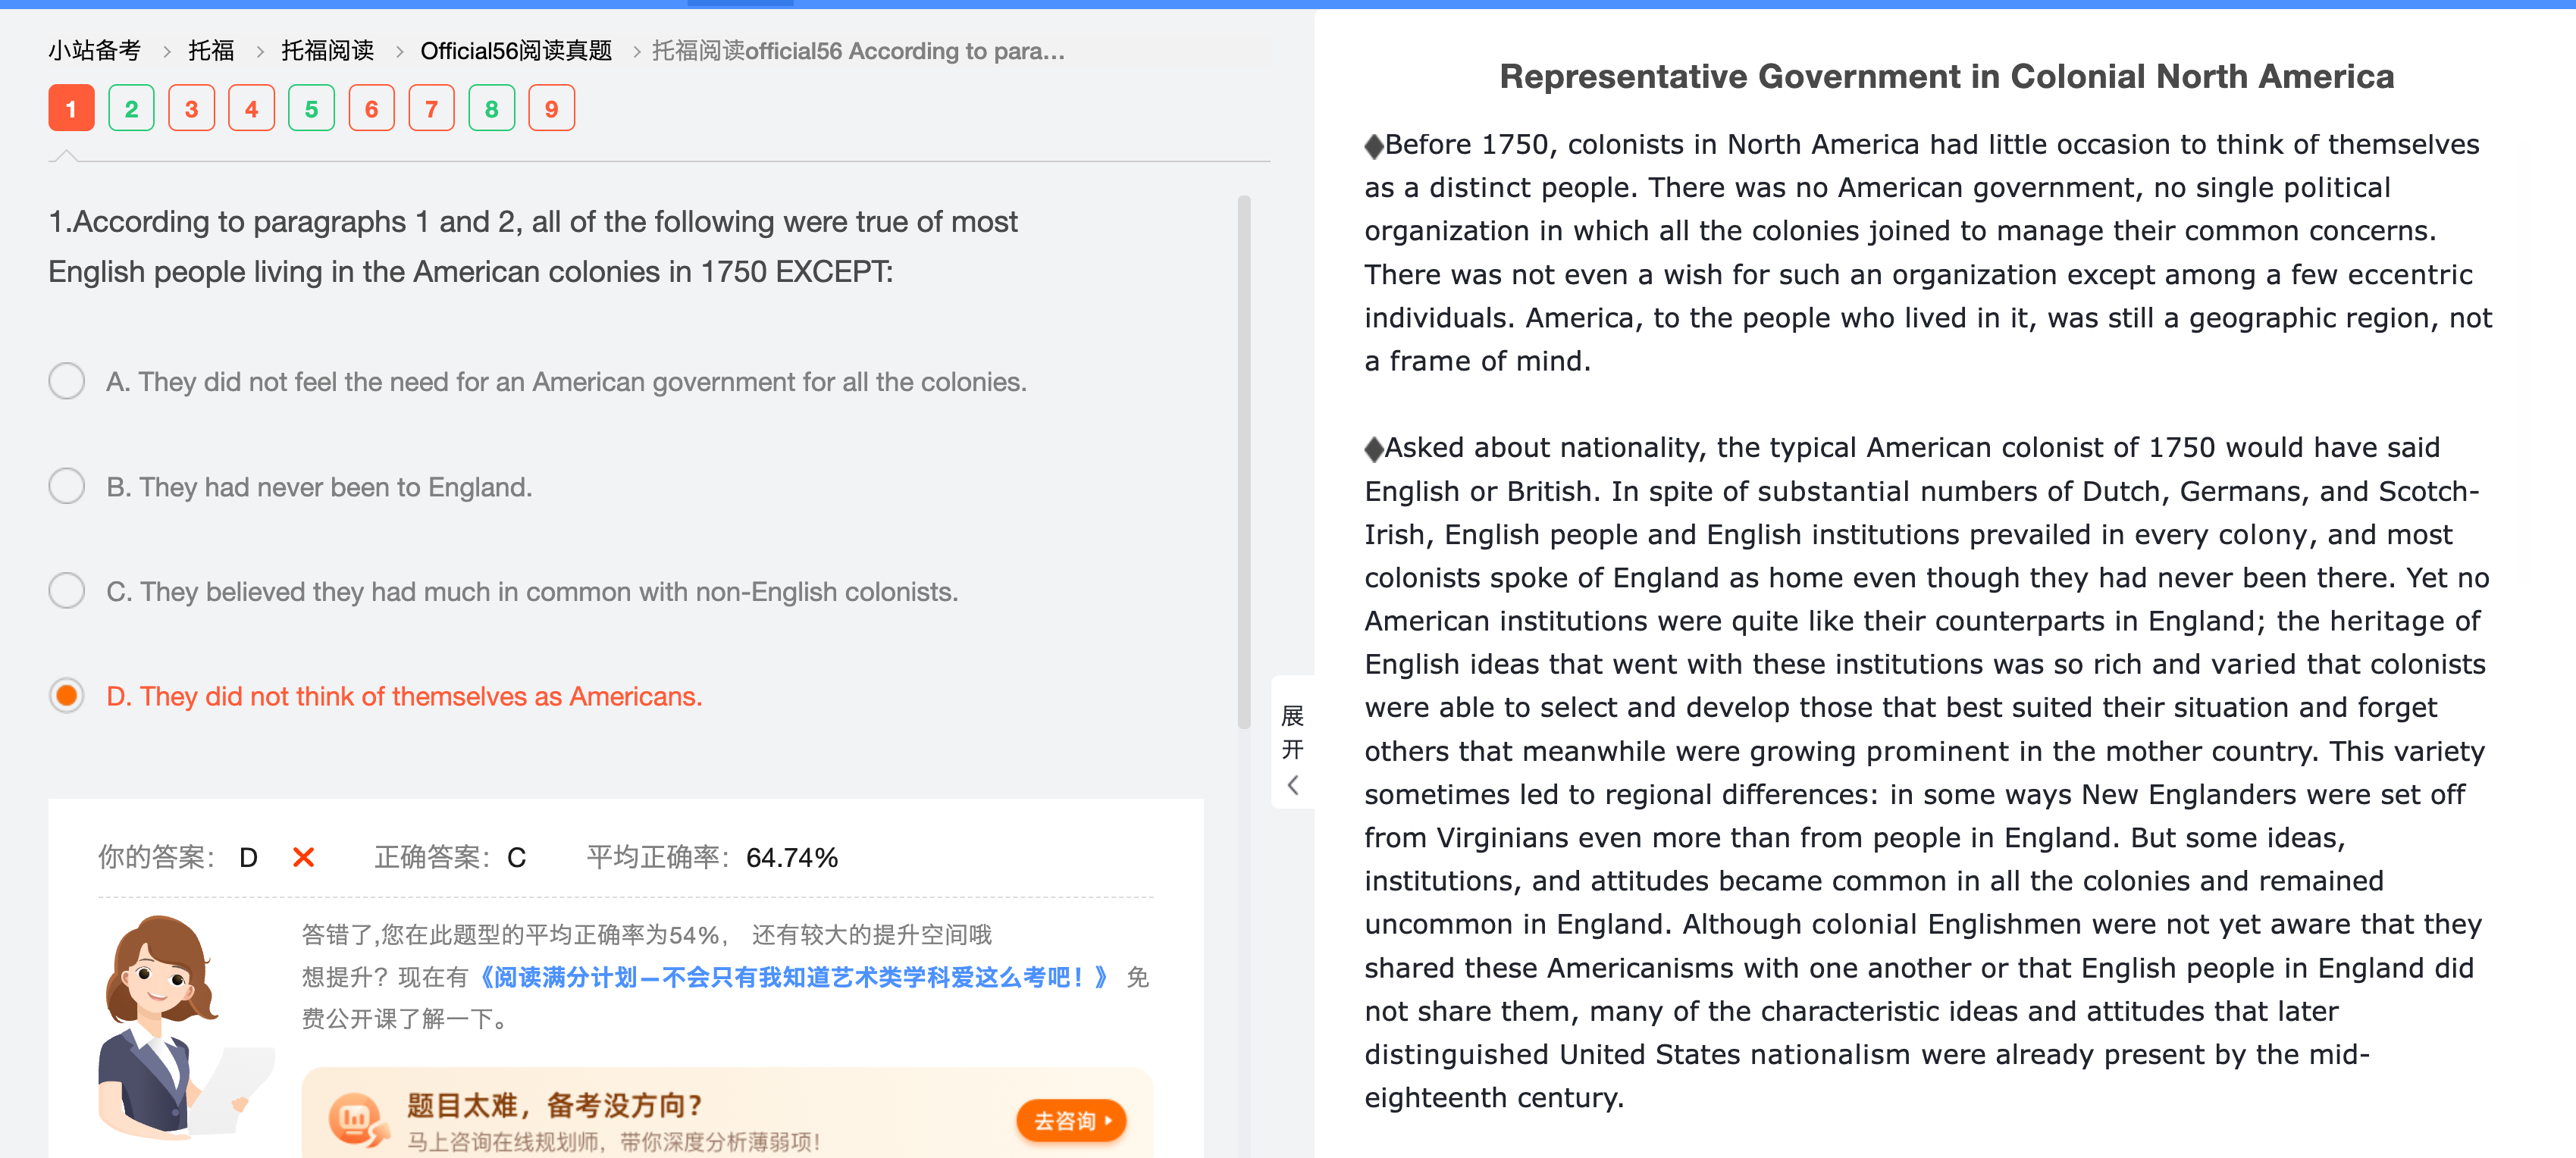 小站备考 > 托福 > 托福阅读 > Official56阅读真题 > 托福阅读official56 According to para...
1 2 3 4 5 6 7 8 9
1.According to paragraphs 1 and 2, all of the following were true of most
English people living in the American colonies in 1750 EXCEPT:
A. They did not feel the need for an American government for all the colonies.
B. They had never been to England.
C. They believed they had much in common with non-English colonists.
D. They did not think of themselves as Americans.
你的答案： D 正确答案： C 平均正确率： 64.74%
答错了,您在此题型的平均正确率为54%， 还有较大的提升空间哦
想提升？现在有《阅读满分计划—不会只有我知道艺术类学科爱这么考吧！》 免
费公开课了解一下。
题目太难，备考没方向？
马上咨询在线规划师，带你深度分析薄弱项！
去咨询
展
开
Representative Government in Colonial North America
◆Before 1750, colonists in North America had little occasion to think of themselves
as a distinct people. There was no American government, no single political
organization in which all the colonies joined to manage their common concerns.
There was not even a wish for such an organization except among a few eccentric
individuals. America, to the people who lived in it, was still a geographic region, not
a frame of mind.
◆Asked about nationality, the typical American colonist of 1750 would have said
English or British. In spite of substantial numbers of Dutch, Germans, and Scotch-
Irish, English people and English institutions prevailed in every colony, and most
colonists spoke of England as home even though they had never been there. Yet no
American institutions were quite like their counterparts in England; the heritage of
English ideas that went with these institutions was so rich and varied that colonists
were able to select and develop those that best suited their situation and forget
others that meanwhile were growing prominent in the mother country. This variety
sometimes led to regional differences: in some ways New Englanders were set off
from Virginians even more than from people in England. But some ideas,
institutions, and attitudes became common in all the colonies and remained
uncommon in England. Although colonial Englishmen were not yet aware that they
shared these Americanisms with one another or that English people in England did
not share them, many of the characteristic ideas and attitudes that later
distinguished United States nationalism were already present by the mid-
eighteenth century.